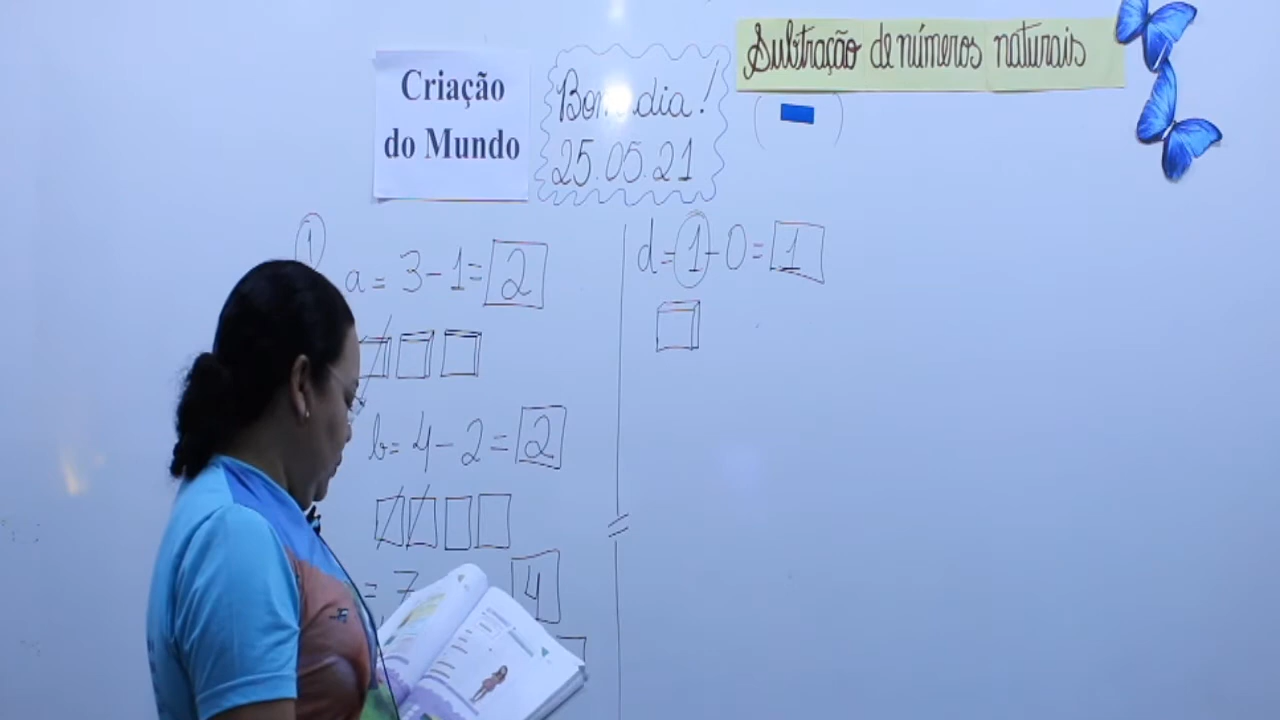 Criação
do Mundo
Bom dia!
25.05.21
Subtração de números naturais
(-)
1
a = 3 - 1 = 2
b = 4 - 2 = 2
= 7
4
d = 1 - 0 = 1